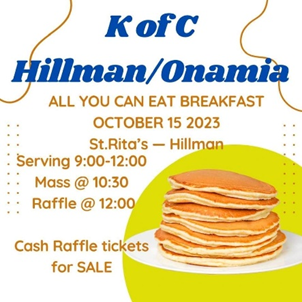 K of C
Hillman/Onamia
ALL YOU CAN EAT BREAKFAST
OCTOBER 15 2023
St.Rita's — Hillman
Serving 9:00-12:00
Mass @ 10:30
Raffle @ 12:00
Cash Raffle tickets
for SALE